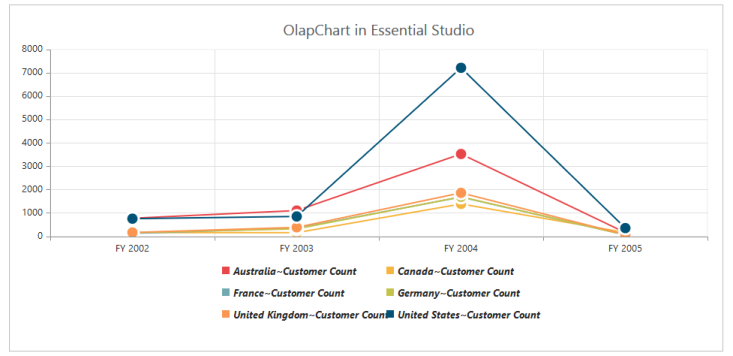 OlapChart in Essential Studio
8000
7000
6000
5000
4000
3000
2000
1000
0
FY 2002 FY 2003 FY 2004 FY 2005
Australia~Customer Count Canada~Customer Count
France~Customer Count Germany~Customer Count
United Kingdom~Customer Count United States~Customer Count